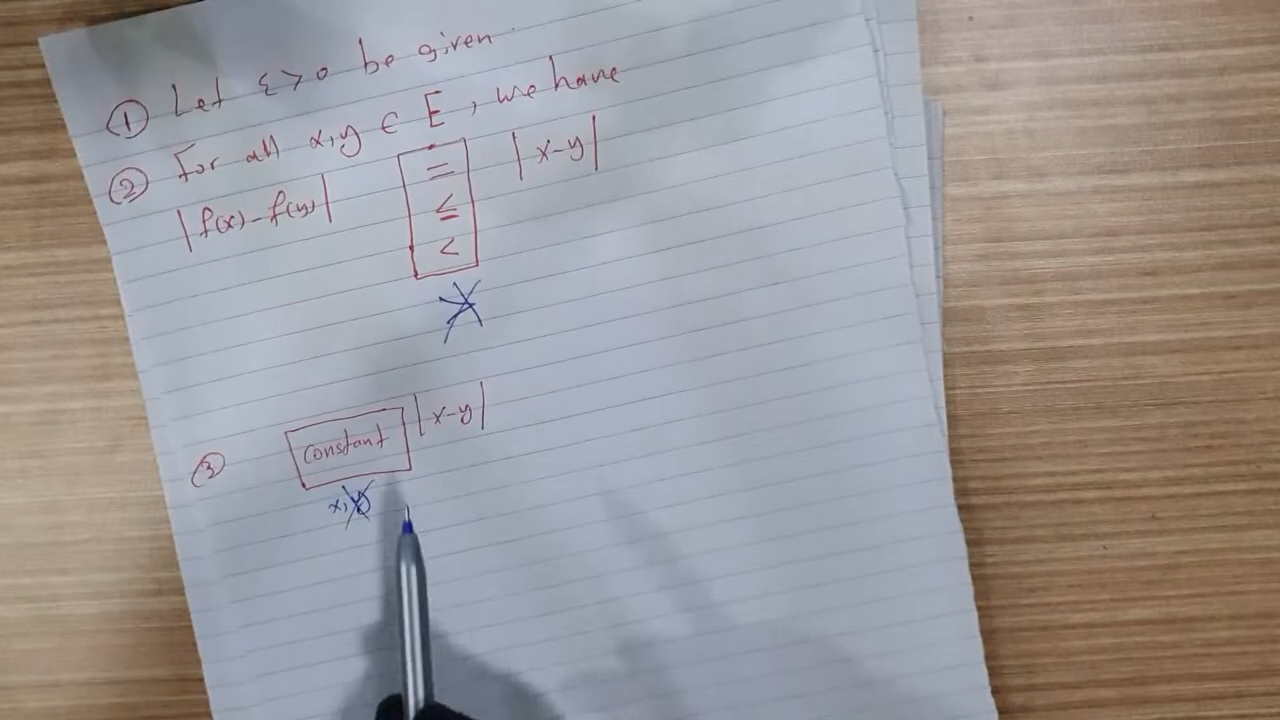 ① Let ε > 0 be given.
② For all x, y ∈ E, we have
|f(x) - f(y)| = |x-y|
≤
<
③ constant |x-y|
x, y